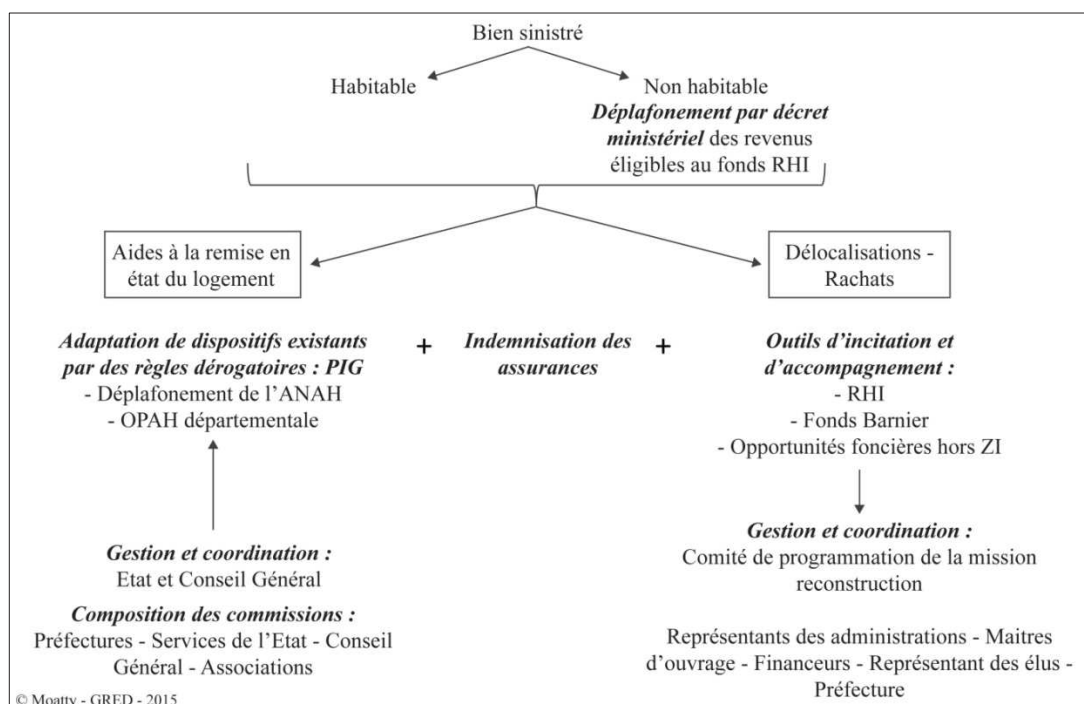 Bien sinistré
Habitable
Non habitable
Déplafonement par décret
ministériel des revenus
éligibles au fonds RHI
Aides à la remise en
état du logement
Délocalisations -
Rachats
Adaptation de dispositifs existants
par des règles dérogatoires : PIG
- Déplafonement de l’ANAH
- OPAH départementale
+
Indemnisation des
assurances
+
Outils d’incitation et
d’accompagnement :
- RHI
- Fonds Barnier
- Opportunités foncières hors ZI
Gestion et coordination :
Etat et Conseil Général
Composition des commissions :
Préfectures - Services de l’Etat - Conseil
Général - Associations
Gestion et coordination :
Comité de programmation de la mission
reconstruction
Représentants des administrations - Maitres
d’ouvrage - Financeurs - Représentant des élus -
Préfecture
© Moatty - GRED - 2015